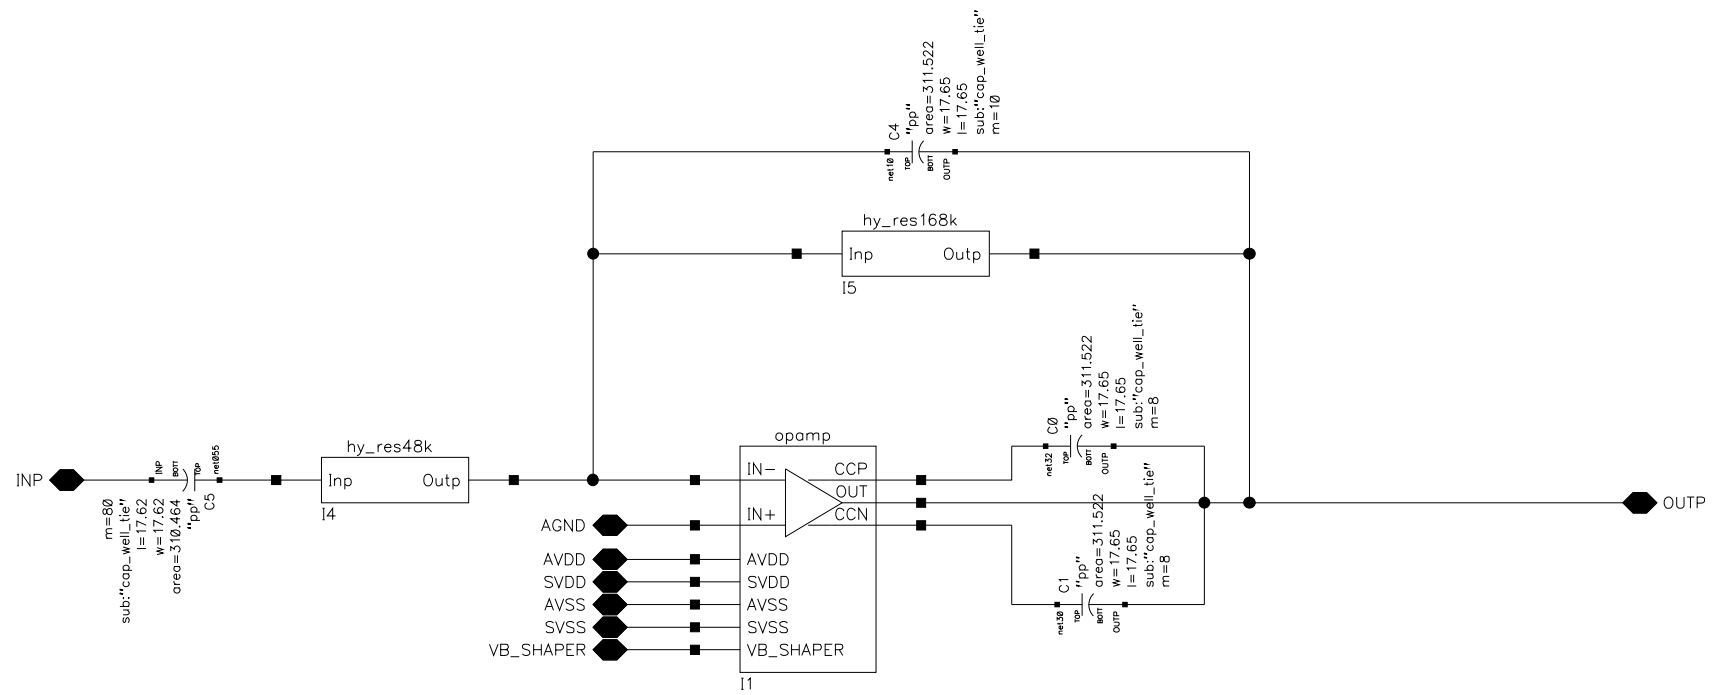 C4
"pp"
area=311.522
w=17.65
l=17.65
sub:"cap_well_tie"
m=10
net10
TOP
BOTT
OUTP
hy_res168k
Inp
Outp
I5
C0
"pp"
area=311.522
w=17.65
l=17.65
sub:"cap_well_tie"
m=8
net32
TOP
BOTT
OUTP
INP
INP
BOTT
TOP
net055
m=80
sub:"cap_well_tie"
l=17.62
w=17.62
area=310.464
"pp"
C5
hy_res48k
Inp
Outp
I4
opamp
IN-
CCP
OUT
IN+
CCN
AGND
AVDD
AVDD
SVDD
SVDD
AVSS
AVSS
SVSS
SVSS
VB_SHAPER
VB_SHAPER
I1
C1
"pp"
area=311.522
w=17.65
l=17.65
sub:"cap_well_tie"
m=8
net30
TOP
BOTT
OUTP
OUTP